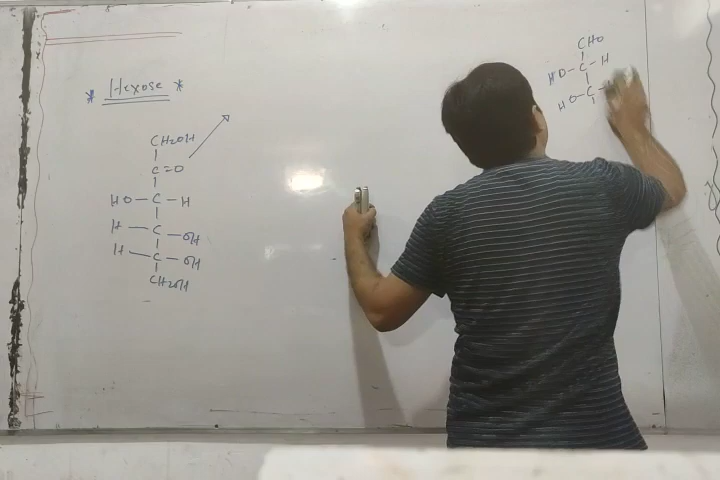 * Hexose *
CH2OH
C=O
HO-C-H
H-C-OH
H-C-OH
CH2OH
CHO
HO-C-H
HO-C-